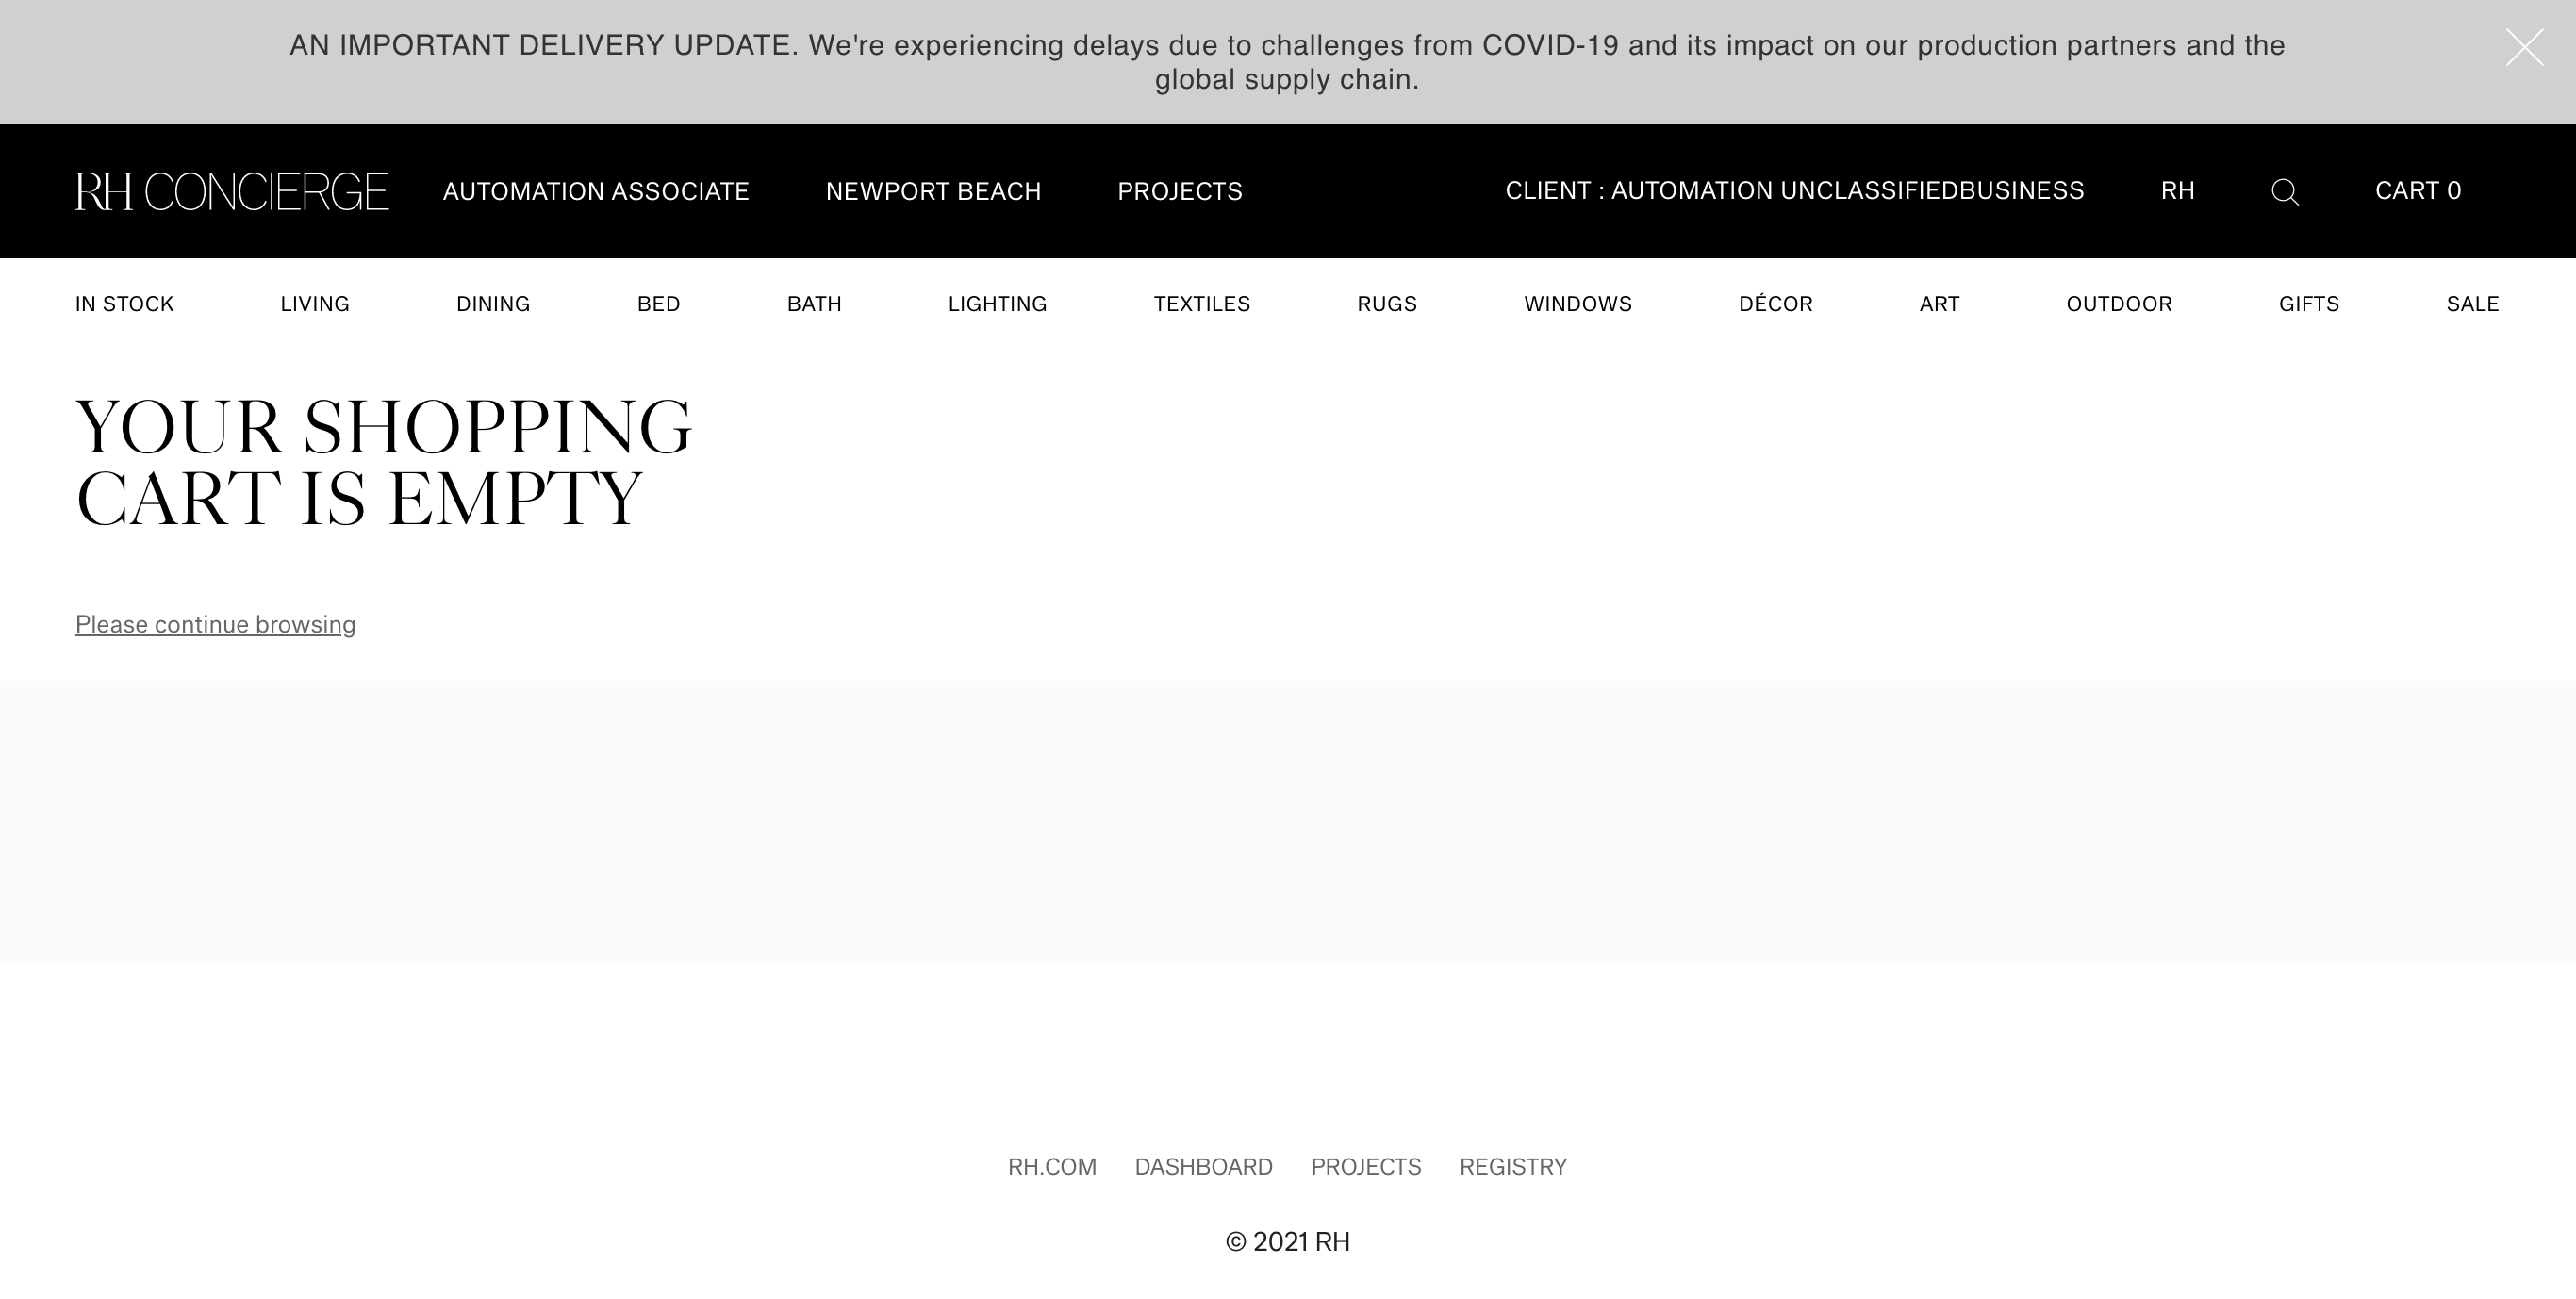 AN IMPORTANT DELIVERY UPDATE. We're experiencing delays due to challenges from COVID-19 and its impact on our production partners and the
global supply chain.
RH CONCIERGE AUTOMATION ASSOCIATE NEWPORT BEACH PROJECTS CLIENT : AUTOMATION UNCLASSIFIEDBUSINESS RH CART 0
IN STOCK LIVING DINING BED BATH LIGHTING TEXTILES RUGS WINDOWS DÉCOR ART OUTDOOR GIFTS SALE
YOUR SHOPPING
CART IS EMPTY
Please continue browsing
RH.COM DASHBOARD PROJECTS REGISTRY
© 2021 RH